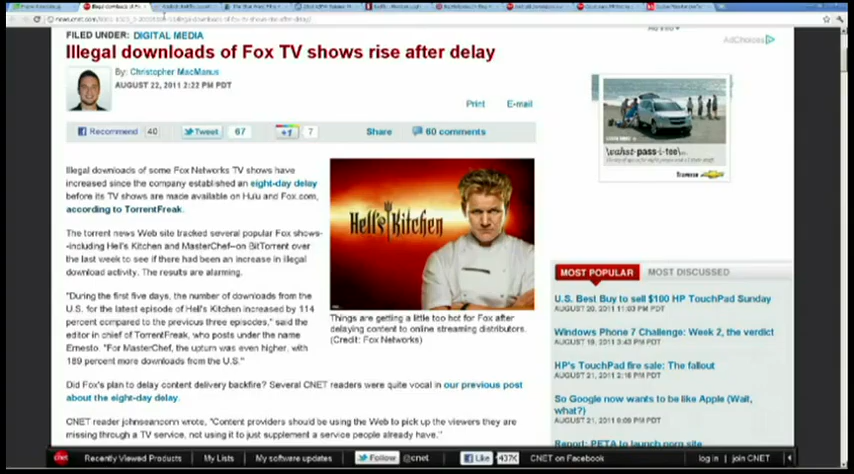 FILED UNDER: DIGITAL MEDIA
AdChoices
Illegal downloads of Fox TV shows rise after delay
By: Christopher MacManus
AUGUST 22, 2011 2:22 PM PDT
Print E-mail
Recommend 40 Tweet 67 +1 7 Share 60 comments
Illegal downloads of some Fox Networks TV shows have
increased since the company established an eight-day delay
before its TV shows are made available on Hulu and Fox.com,
according to TorrentFreak.
The torrent news Web site tracked several popular Fox shows-
-including Hell's Kitchen and MasterChef--on BitTorrent over
the last week to see if there had been an increase in illegal
download activity. The results are alarming.
"During the first five days, the number of downloads from the
U.S. for the latest episode of Hell's Kitchen increased by 114
percent compared to the previous three episodes," said the
editor in chief of TorrentFreak, who posts under the name
Ernesto. "For MasterChef, the upturn was even higher, with
189 percent more downloads from the U.S."
Did Fox's plan to delay content delivery backfire? Several CNET readers were quite vocal in our previous post
about the eight-day delay.
CNET reader johnseanconn wrote, "Content providers should be using the Web to pick up the viewers they are
missing through a TV service, not using it to just supplement a service people already have."
Hell's Kitchen
Things are getting a little too hot for Fox after
delaying content to online streaming distributors.
(Credit: Fox Networks)
\vahst-pass-i-tee\
Traverse CHEVY
MOST POPULAR MOST DISCUSSED
U.S. Best Buy to sell $100 HP TouchPad Sunday
AUGUST 20, 2011 11:03 PM PDT
Windows Phone 7 Challenge: Week 2, the verdict
AUGUST 19, 2011 3:43 PM PDT
HP's TouchPad fire sale: The fallout
AUGUST 21, 2011 2:16 PM PDT
So Google now wants to be like Apple (Wait,
what?)
AUGUST 21, 2011 PM PDT
Report: PETA to launch porn site
cnet Recently Viewed Products My Lists My software updates Follow @cnet Like 437K CNET on Facebook log in join CNET